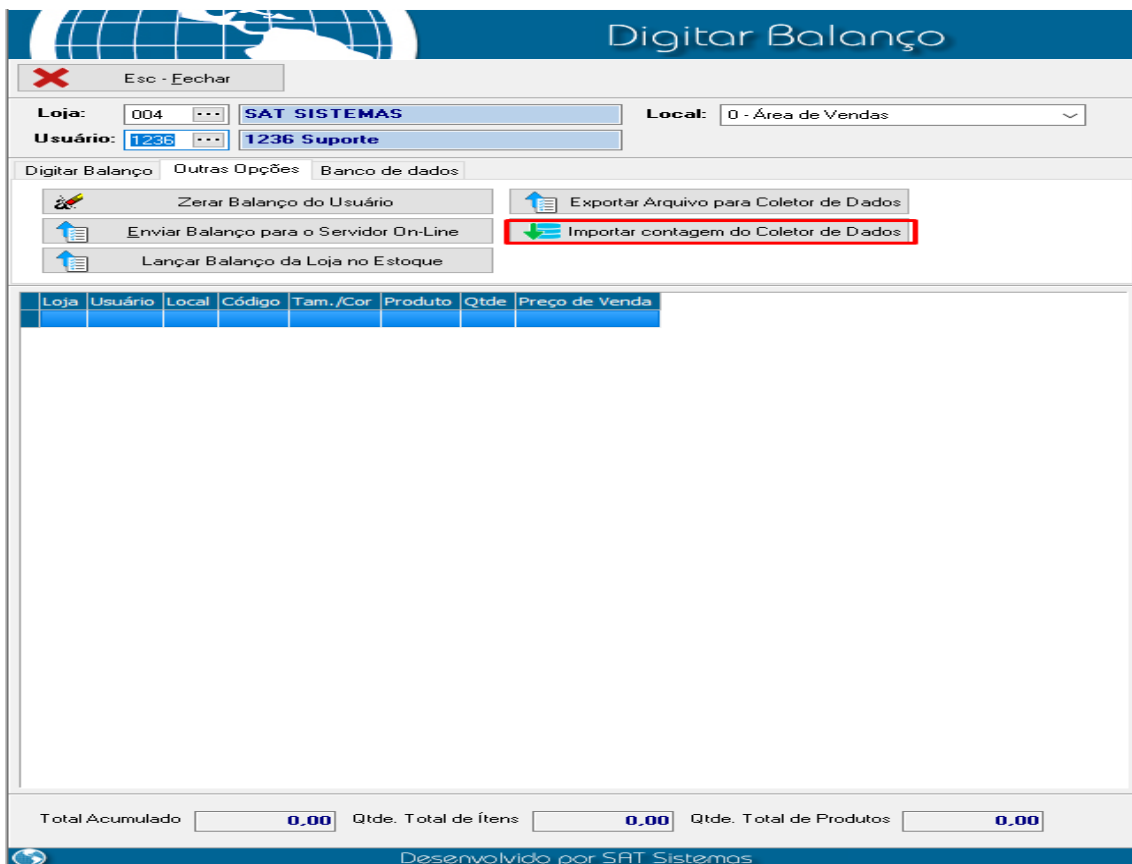 Digitar Balanço
Esc - Fechar
Loja: 004 ... SAT SISTEMAS Local: 0 - Área de Vendas
Usuário: 1236 ... 1236 Suporte
Digitar Balanço Outras Opções Banco de dados
Zerar Balanço do Usuário Exportar Arquivo para Coletor de Dados
Enviar Balanço para o Servidor On-Line Importar contagem do Coletor de Dados
Lançar Balanço da Loja no Estoque
Loja Usuário Local Código Tam./Cor Produto Qtde Preço de Venda
Total Acumulado 0,00 Qtde. Total de Ítens 0,00 Qtde. Total de Produtos 0,00
Desenvolvido por SAT Sistemas